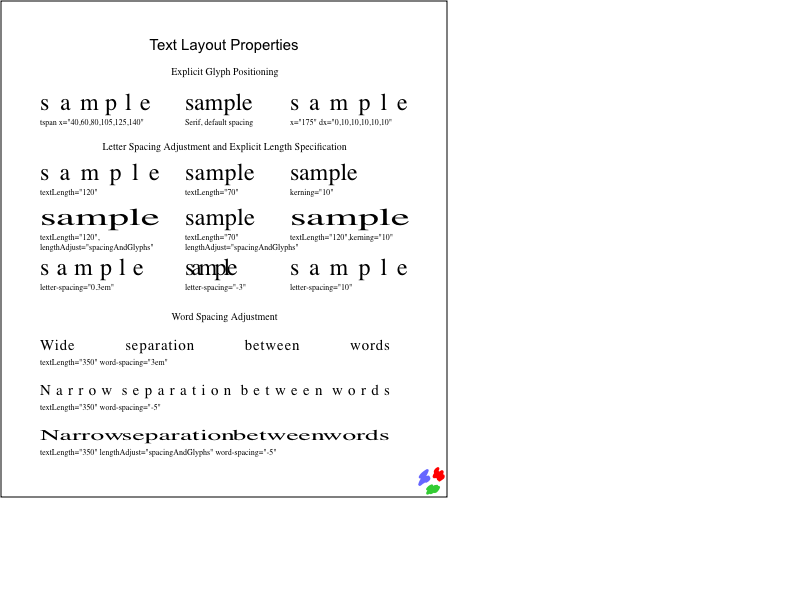 Text Layout Properties
Explicit Glyph Positioning
s a m p l e sample s a m p l e
tspan x="40,60,80,105,125,140" Serif, default spacing x="175" dx="0,10,10,10,10,10"
Letter Spacing Adjustment and Explicit Length Specification
s a m p l e sample sample
textLength="120" textLength="70" kerning="10"
sample sample sample
textLength="120", textLength="70" textLength="120",kerning="10"
lengthAdjust="spacingAndGlyphs" lengthAdjust="spacingAndGlyphs"
s a m p l e sample s a m p l e
letter-spacing="0.3em" letter-spacing="-3" letter-spacing="10"
Word Spacing Adjustment
Wide separation between words
textLength="350" word-spacing="3em"
N a r r o w s e p a r a t i o n b e t w e e n w o r d s
textLength="350" word-spacing="-5"
Narrowseparationbetweenwords
textLength="350" lengthAdjust="spacingAndGlyphs" word-spacing="-5"